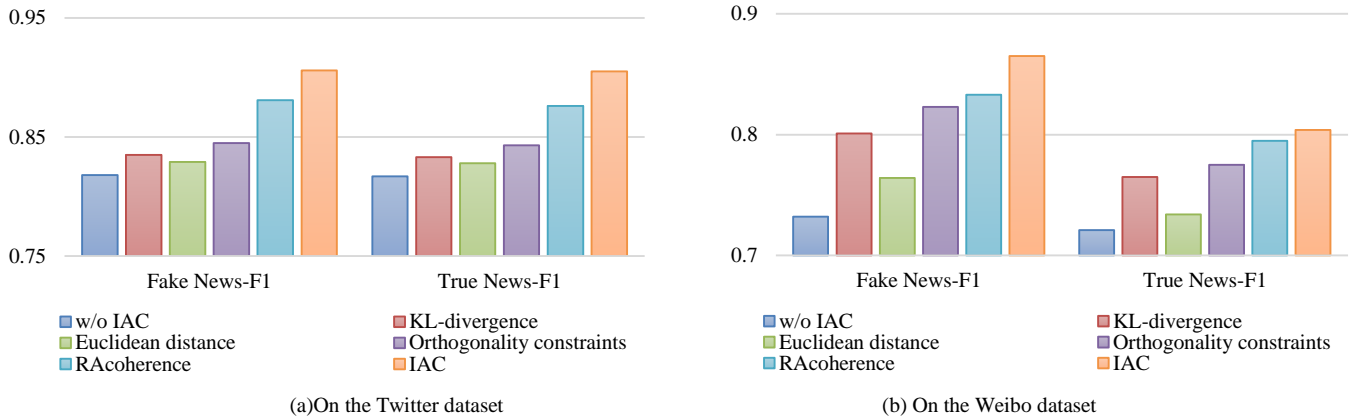 0.95
0.85
0.75
Fake News-F1 True News-F1
w/o IAC KL-divergence
Euclidean distance Orthogonality constraints
RAcoherence IAC
(a)On the Twitter dataset
0.9
0.8
0.7
Fake News-F1 True News-F1
w/o IAC KL-divergence
Euclidean distance Orthogonality constraints
RAcoherence IAC
(b) On the Weibo dataset